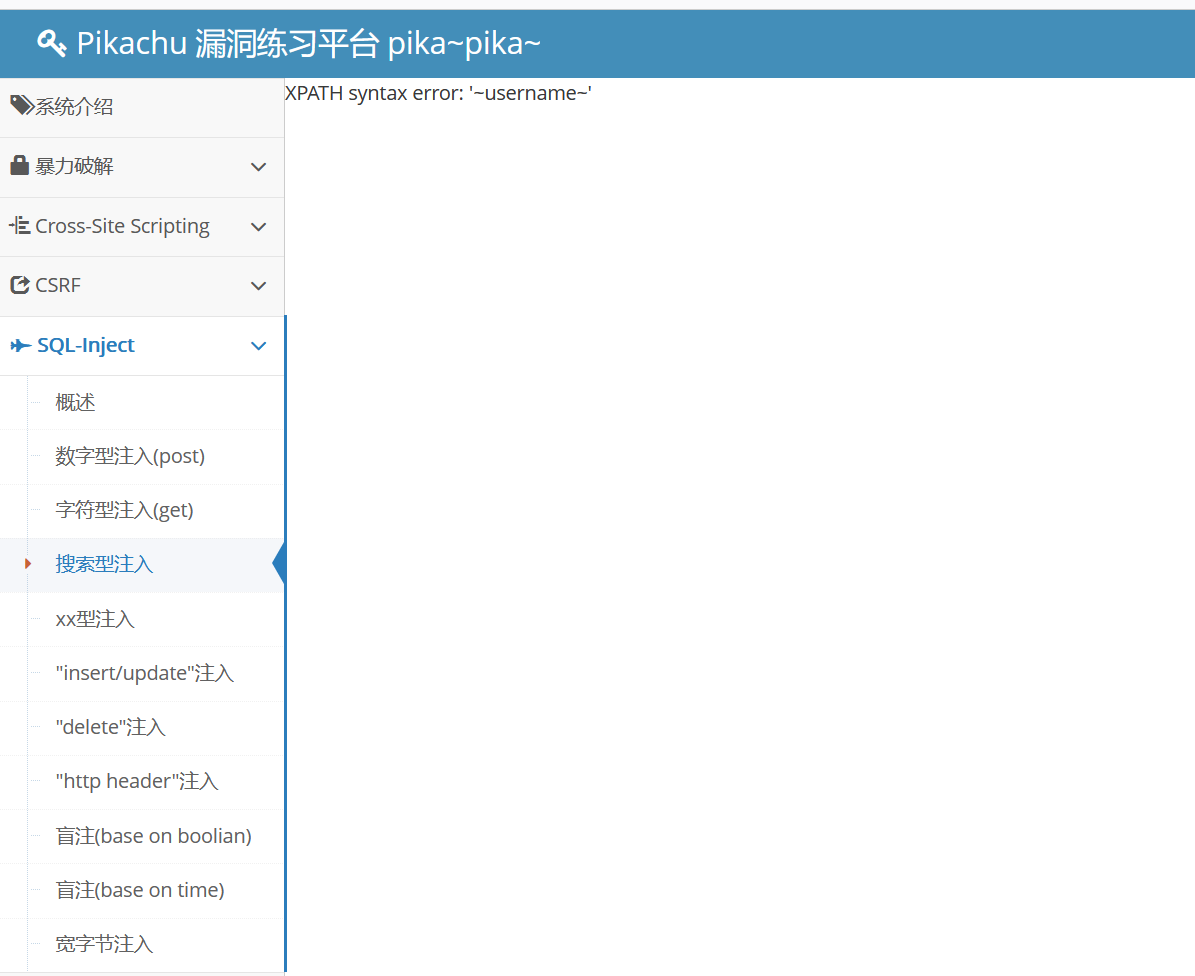 Pikachu 漏洞练习平台 pika~pika~
系统介绍
XPATH syntax error: '~username~'
暴力破解
Cross-Site Scripting
CSRF
SQL-Inject
概述
数字型注入(post)
字符型注入(get)
搜索型注入
xx型注入
"insert/update"注入
"delete"注入
"http header"注入
盲注(base on boolian)
盲注(base on time)
宽字节注入